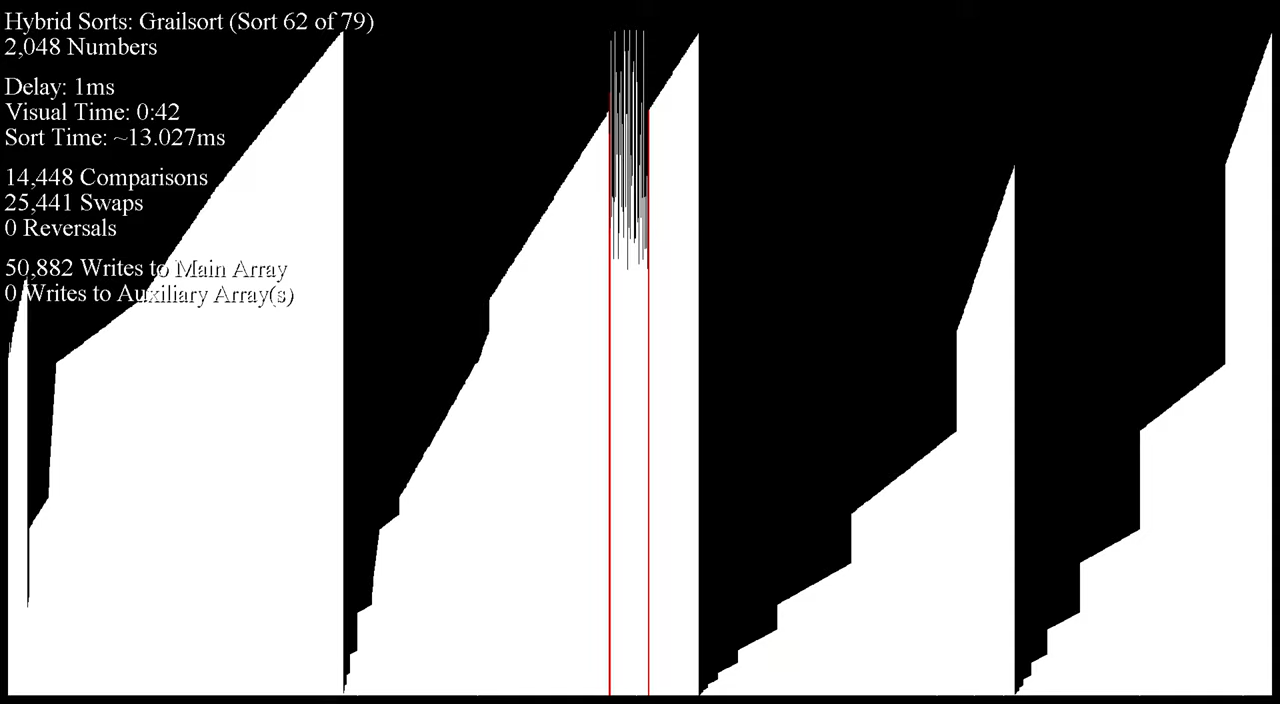 Hybrid Sorts: Grailsort (Sort 62 of 79)
2,048 Numbers
Delay: 1ms
Visual Time: 0:42
Sort Time: ~13.027ms
14,448 Comparisons
25,441 Swaps
0 Reversals
50,882 Writes to Main Array
0 Writes to Auxiliary Array(s)